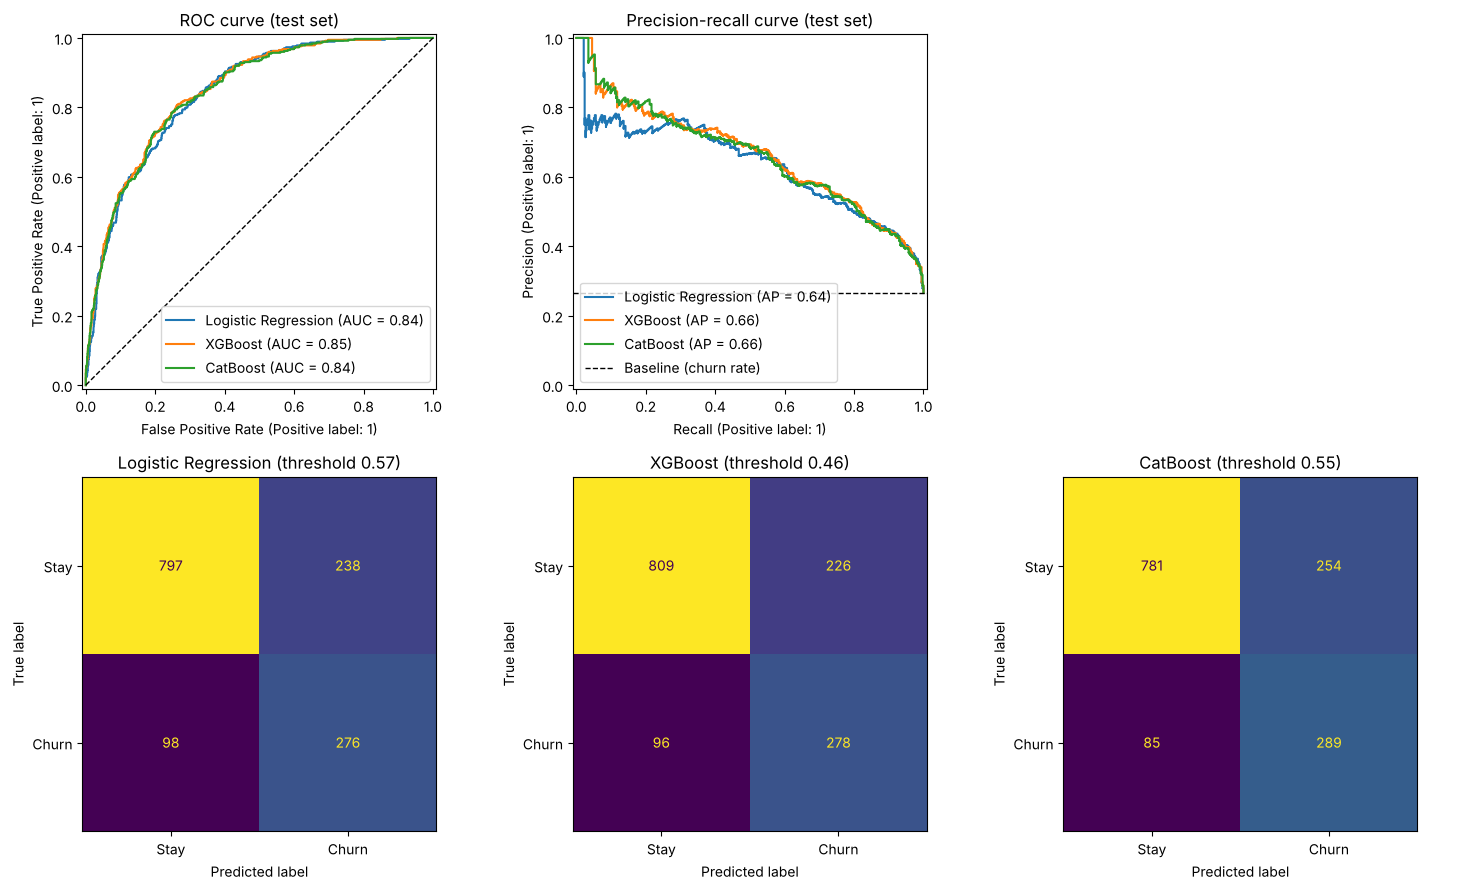 ROC curve (test set)
1.0
0.8
0.6
0.4
0.2
0.0
True Positive Rate (Positive label: 1)
Logistic Regression (AUC = 0.84)
XGBoost (AUC = 0.85)
CatBoost (AUC = 0.84)
0.0 0.2 0.4 0.6 0.8 1.0
False Positive Rate (Positive label: 1)
Precision-recall curve (test set)
1.0
0.8
0.6
0.4
0.2
0.0
Precision (Positive label: 1)
Logistic Regression (AP = 0.64)
XGBoost (AP = 0.66)
CatBoost (AP = 0.66)
Baseline (churn rate)
0.0 0.2 0.4 0.6 0.8 1.0
Recall (Positive label: 1)
Logistic Regression (threshold 0.57)
True label
Stay 797 238
Churn 98 276
Stay Churn
Predicted label
XGBoost (threshold 0.46)
True label
Stay 809 226
Churn 96 278
Stay Churn
Predicted label
CatBoost (threshold 0.55)
True label
Stay 781 254
Churn 85 289
Stay Churn
Predicted label